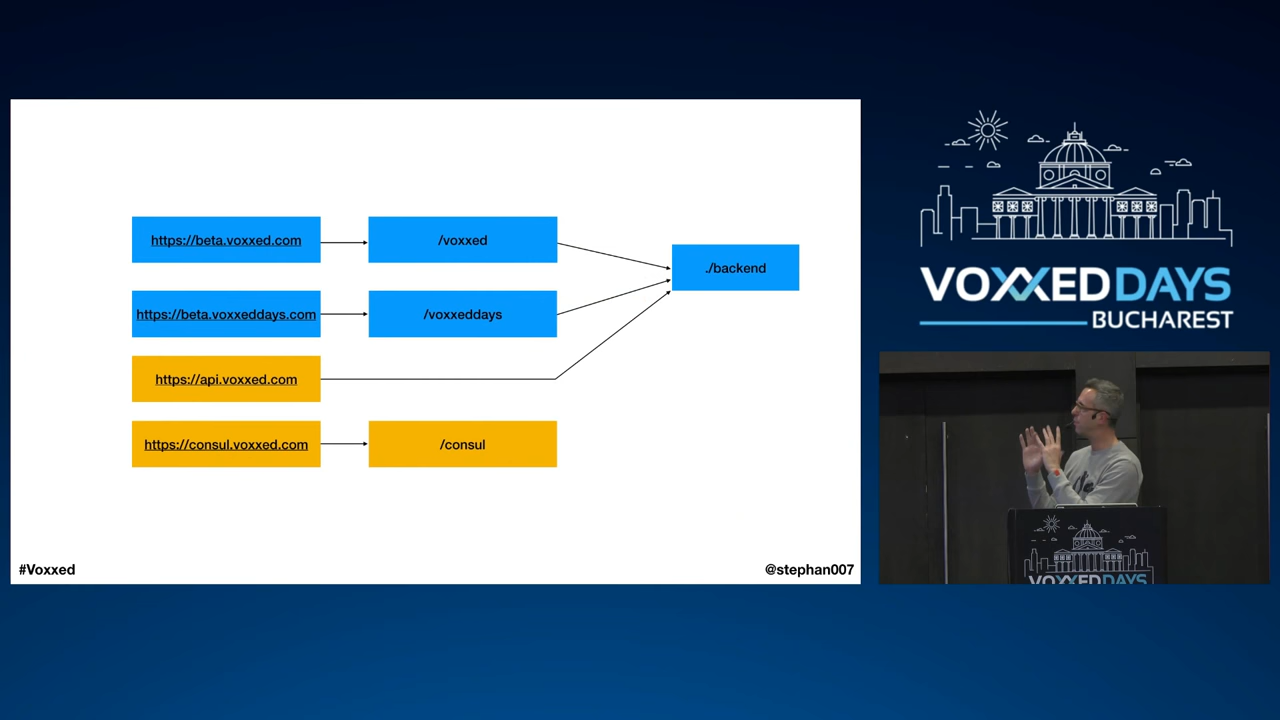 https://beta.voxxed.com
/voxxed
./backend
https://beta.voxxeddays.com
/voxxeddays
https://api.voxxed.com
https://consul.voxxed.com
/consul
#Voxxed
@stephan007
VOXXEDDAYS
BUCHAREST
VOXXEDDAYS